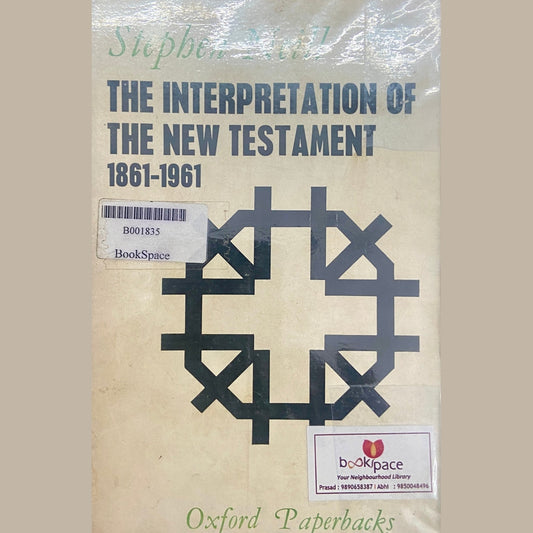 Stephen Neill
THE INTERPRETATION OF
THE NEW TESTAMENT
1861-1961
B001835
BookSpace
bookspace
Your Neighbourhood Library
Prasad : 9890658387 | Abhi : 9850048496
Oxford Paperbacks